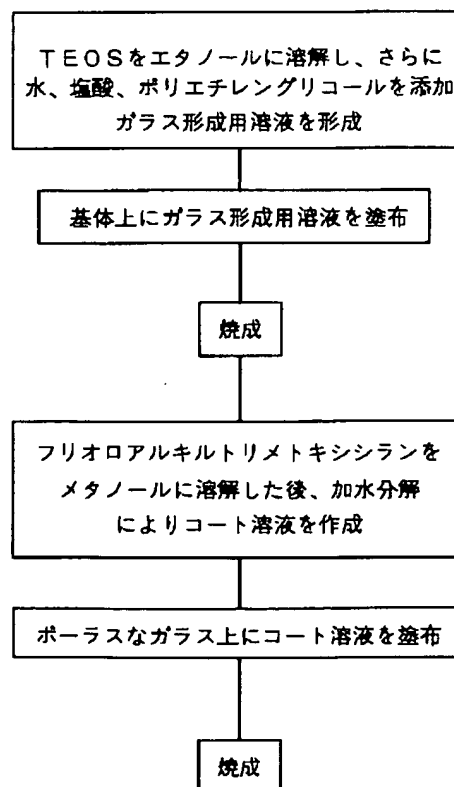 TEOSをエタノールに溶解し、さらに
水、塩酸、ポリエチレングリコールを添加
ガラス形成用溶液を形成
基体上にガラス形成用溶液を塗布
焼成
フリオロアルキルトリメトキシシランを
メタノールに溶解した後、加水分解
によりコート溶液を作成
ポーラスなガラス上にコート溶液を塗布
焼成